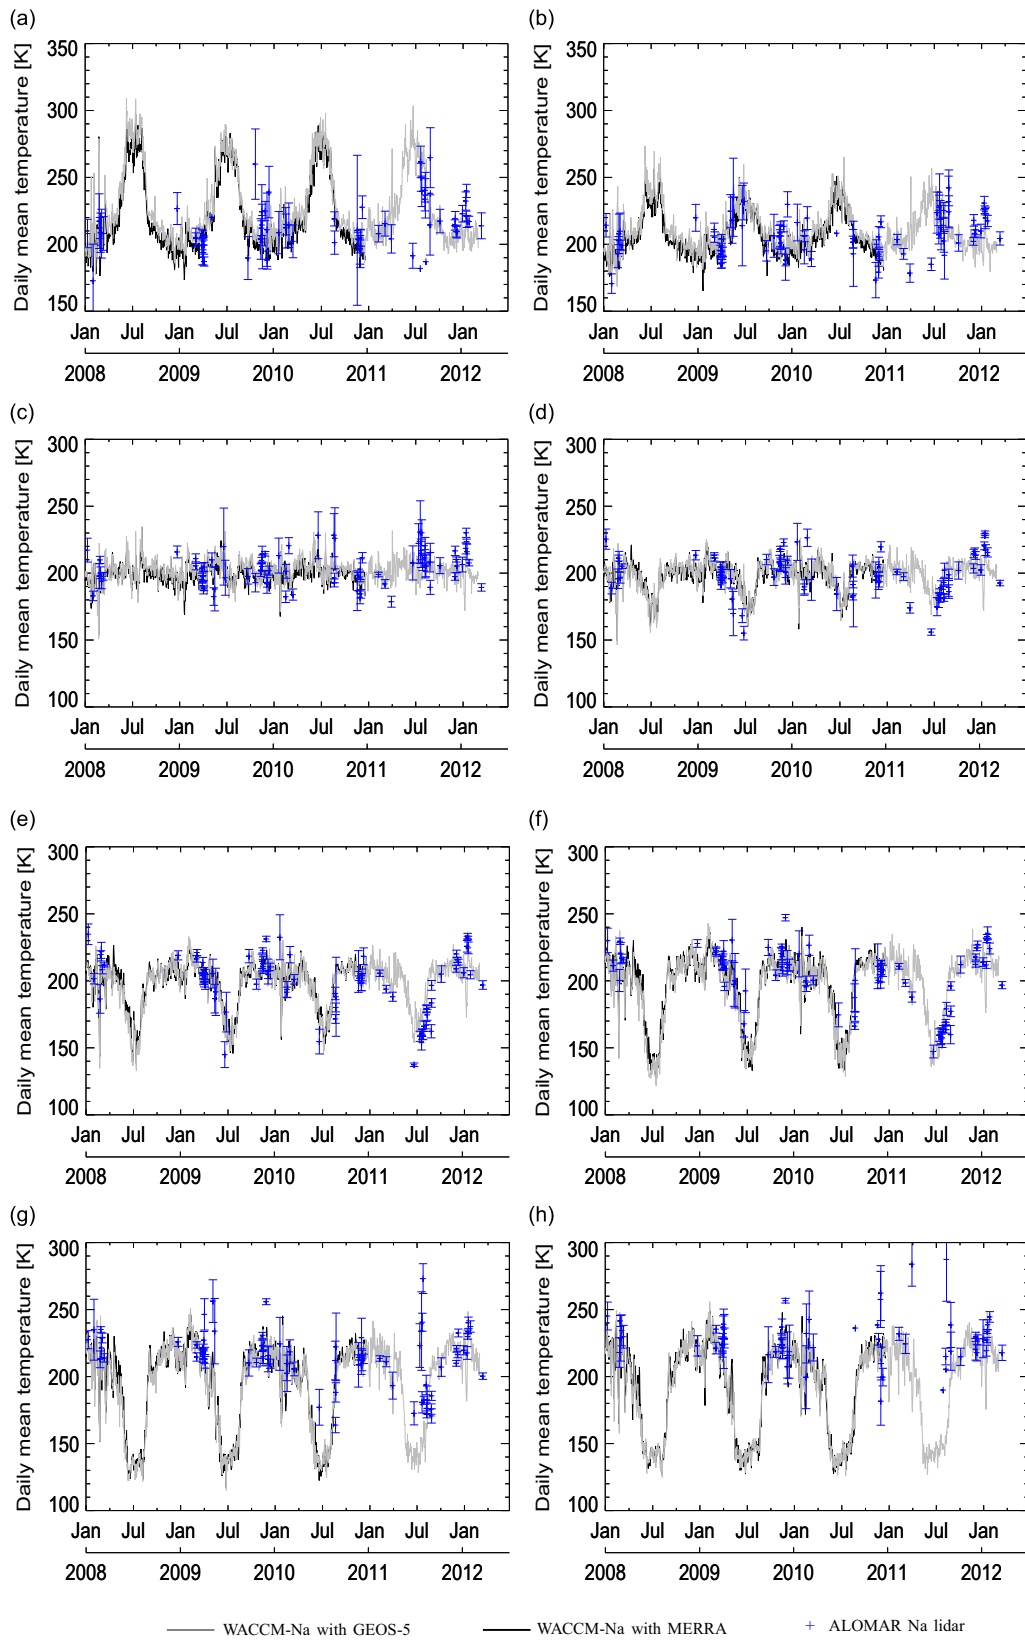 (a) (b)
Daily mean temperature [K] Daily mean temperature [K]
350 350
300 300
250 250
200 200
150 150
Jan Jul Jan Jul Jan Jul Jan Jul Jan Jan Jul Jan Jul Jan Jul Jan Jul Jan
2008 2009 2010 2011 2012 2008 2009 2010 2011 2012
(c) (d)
Daily mean temperature [K] Daily mean temperature [K]
300 300
250 250
200 200
150 150
100 100
Jan Jul Jan Jul Jan Jul Jan Jul Jan Jan Jul Jan Jul Jan Jul Jan Jul Jan
2008 2009 2010 2011 2012 2008 2009 2010 2011 2012
(e) (f)
Daily mean temperature [K] Daily mean temperature [K]
300 300
250 250
200 200
150 150
100 100
Jan Jul Jan Jul Jan Jul Jan Jul Jan Jan Jul Jan Jul Jan Jul Jan Jul Jan
2008 2009 2010 2011 2012 2008 2009 2010 2011 2012
(g) (h)
Daily mean temperature [K] Daily mean temperature [K]
300 300
250 250
200 200
150 150
100 100
Jan Jul Jan Jul Jan Jul Jan Jul Jan Jan Jul Jan Jul Jan Jul Jan Jul Jan
2008 2009 2010 2011 2012 2008 2009 2010 2011 2012
WACCM-Na with GEOS-5 WACCM-Na with MERRA + ALOMAR Na lidar